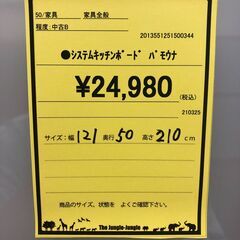 50/家具　家具全般
程度:中古B
2013551251500344
●システムキッチンボード パモウナ
¥24,980
(税込)
210325
サイズ:幅 121 奥行 50 高さ 210 cm
商品のサイズ、状態を よくご確認下さい。
The Jungle-Jungle